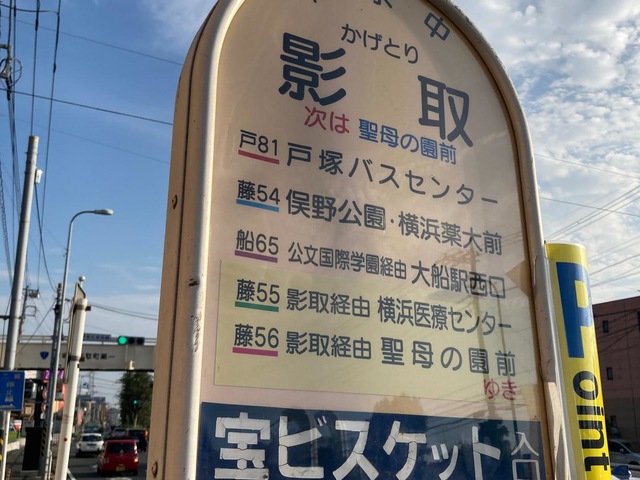 中
かげとり
影取
次は 聖母の園前
戸81 戸塚バスセンター
藤54 俣野公園・横浜薬大前
船65 公文国際学園経由 大船駅西口
藤55 影取経由 横浜医療センター
藤56 影取経由 聖母の園前
ゆき
宝ビスケット入口
Point